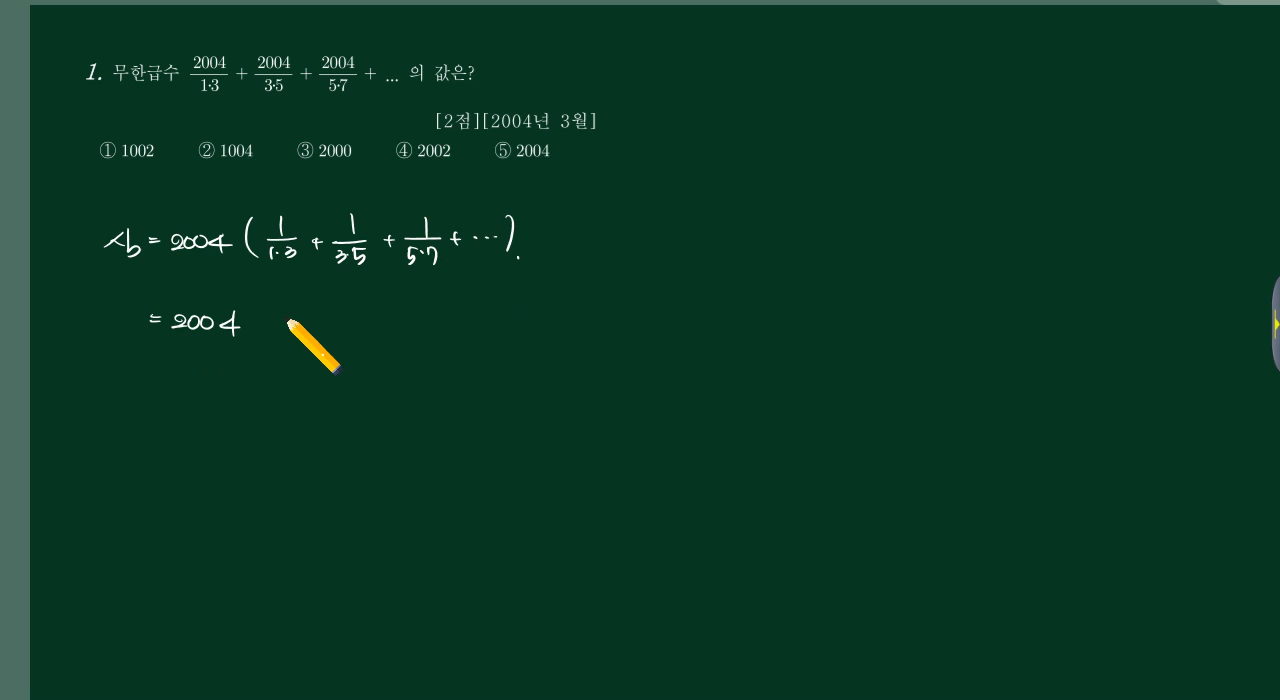 1. 무한급수 2004/1·3 + 2004/3·5 + 2004/5·7 + ... 의 값은?
[2점][2004년 3월]
① 1002 ② 1004 ③ 2000 ④ 2002 ⑤ 2004
= 2004 ( 1/1·3 + 1/3·5 + 1/5·7 + ··· ).
= 2004